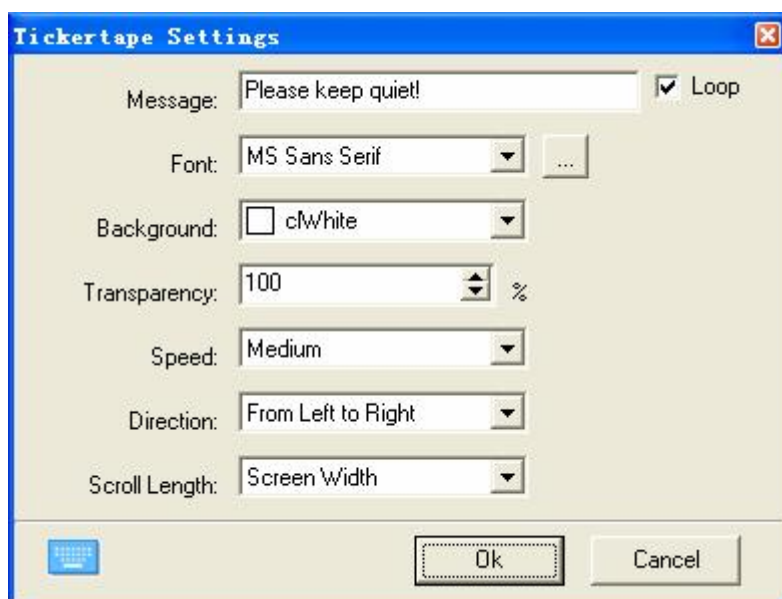 Tickertape Settings
Message: Please keep quiet! Loop
Font: MS Sans Serif ...
Background: clWhite
Transparency: 100 %
Speed: Medium
Direction: From Left to Right
Scroll Length: Screen Width
Ok Cancel